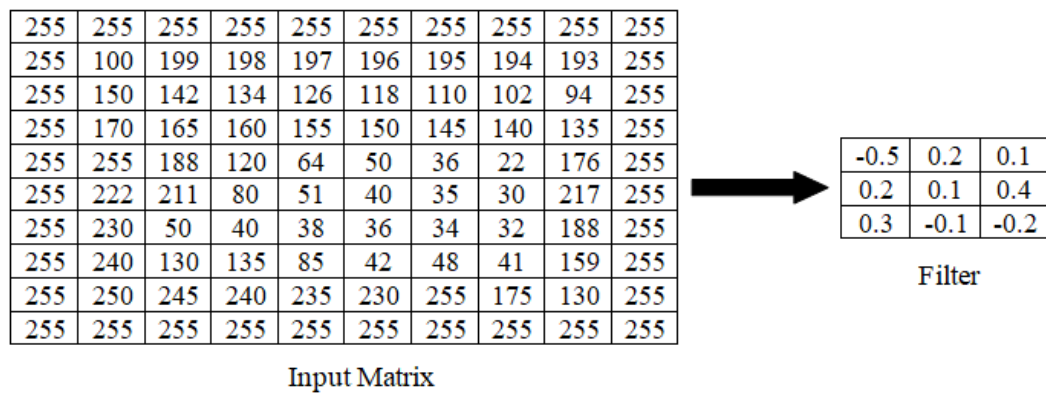 255 255 255 255 255 255 255 255 255 255
255 100 199 198 197 196 195 194 193 255
255 150 142 134 126 118 110 102 94 255
255 170 165 160 155 150 145 140 135 255
255 255 188 120 64 50 36 22 176 255
255 222 211 80 51 40 35 30 217 255
255 230 50 40 38 36 34 32 188 255
255 240 130 135 85 42 48 41 159 255
255 250 245 240 235 230 255 175 130 255
255 255 255 255 255 255 255 255 255 255
Input Matrix
-0.5 0.2 0.1
0.2 0.1 0.4
0.3 -0.1 -0.2
Filter